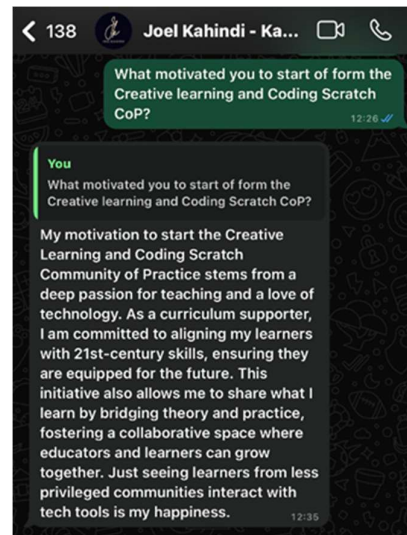 138 Joel Kahindi - Ka...
What motivated you to start of form the
Creative learning and Coding Scratch
CoP?
12:26
You
What motivated you to start of form the
Creative learning and Coding Scratch CoP?
My motivation to start the Creative
Learning and Coding Scratch
Community of Practice stems from a
deep passion for teaching and a love of
technology. As a curriculum supporter,
I am committed to aligning my learners
with 21st-century skills, ensuring they
are equipped for the future. This
initiative also allows me to share what I
learn by bridging theory and practice,
fostering a collaborative space where
educators and learners can grow
together. Just seeing learners from less
privileged communities interact with
tech tools is my happiness.
12:35